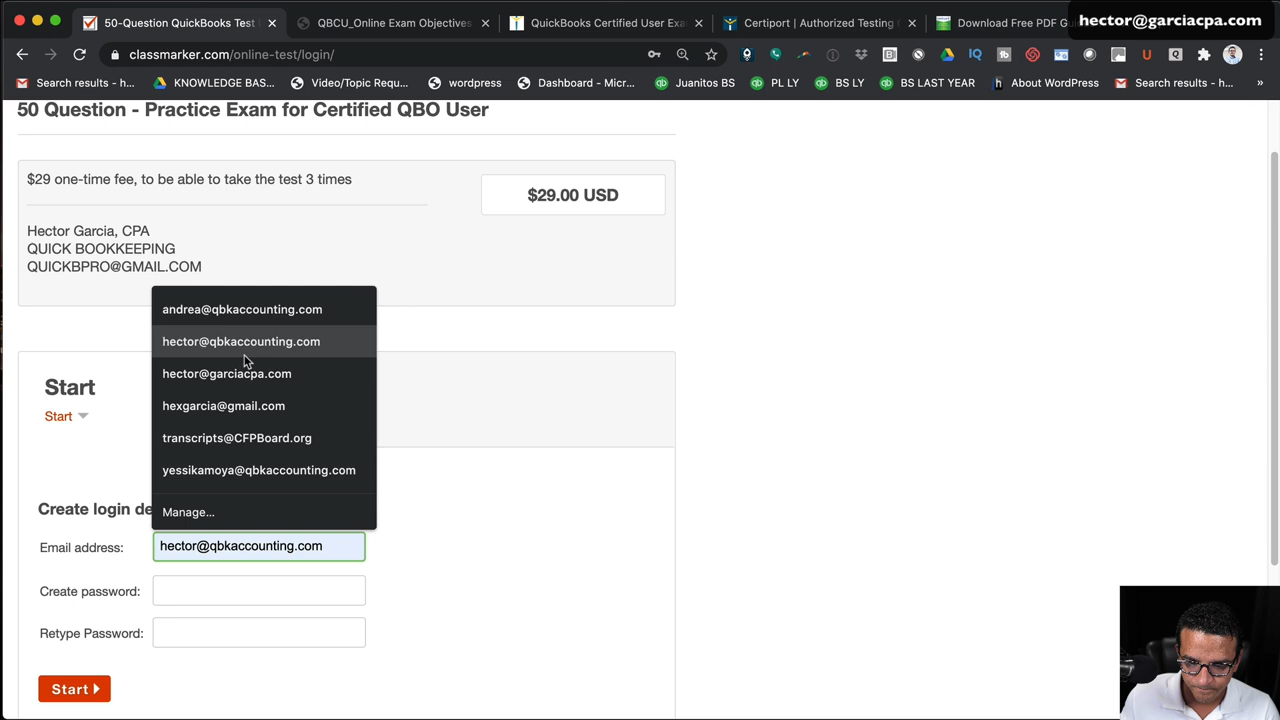 50-Question QuickBooks Test
QBCU_Online Exam Objectives
QuickBooks Certified User Exa
Certiport | Authorized Testing
Download Free PDF Gu
hector@garciacpa.com
classmarker.com/online-test/login/
Search results - h...
KNOWLEDGE BAS...
Video/Topic Requ...
Wordpress
Dashboard - Micr...
Juanitos BS
PL LY
BS LY
BS LAST YEAR
About WordPress
Search results - h...
50 Question - Practice Exam for Certified QBO User
$29 one-time fee, to be able to take the test 3 times
$29.00 USD
Hector Garcia, CPA
QUICK BOOKKEEPING
QUICKBPRO@GMAIL.COM
andrea@qbkaccounting.com
hector@qbkaccounting.com
hector@garciacpa.com
hexgarcia@gmail.com
transcripts@CFPBoard.org
yessikamoya@qbkaccounting.com
Manage...
Start
Start
Create login de
Email address:
hector@qbkaccounting.com
Create password:
Retype Password:
Start